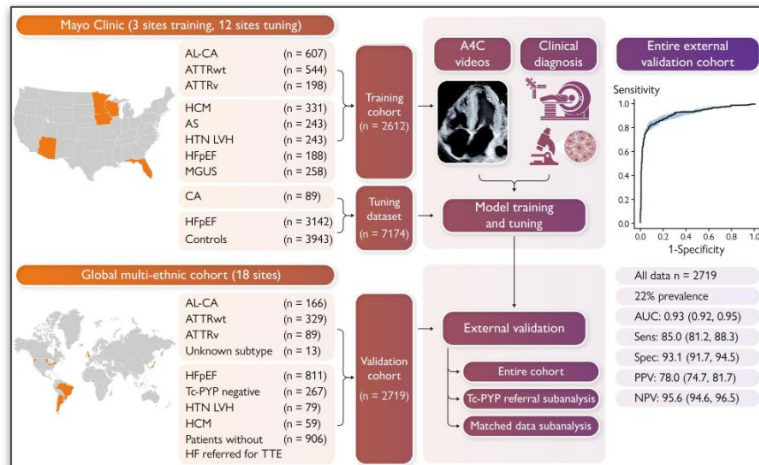 Mayo Clinic (3 sites training, 12 sites tuning)
AL-CA (n = 607)
ATTRwt (n = 544)
ATTRv (n = 198)
HCM (n = 331)
AS (n = 243)
HTN LVH (n = 243)
HFpEF (n = 188)
MGUS (n = 258)
CA (n = 89)
HFpEF (n = 3142)
Controls (n = 3943)
Training
cohort
(n = 2612)
Tuning
dataset
(n = 7174)
A4C
videos
Clinical
diagnosis
Model training
and tuning
Global multi-ethnic cohort (18 sites)
AL-CA (n = 166)
ATTRwt (n = 329)
ATTRv (n = 89)
Unknown subtype (n = 13)
HFpEF (n = 811)
Tc-PYP negative (n = 267)
HTN LVH (n = 79)
HCM (n = 59)
Patients without (n = 906)
HF referred for TTE
Validation
cohort
(n = 2719)
External validation
Entire cohort
Tc-PYP referral subanalysis
Matched data subanalysis
Entire external
validation cohort
Sensitivity
1.0
0.8
0.6
0.4
0.2
0.0
0.0 0.2 0.4 0.6 0.8 1.0
1-Specificity
All data n = 2719
22% prevalence
AUC: 0.93 (0.92, 0.95)
Sens: 85.0 (81.2, 88.3)
Spec: 93.1 (91.7, 94.5)
PPV: 78.0 (74.7, 81.7)
NPV: 95.6 (94.6, 96.5)